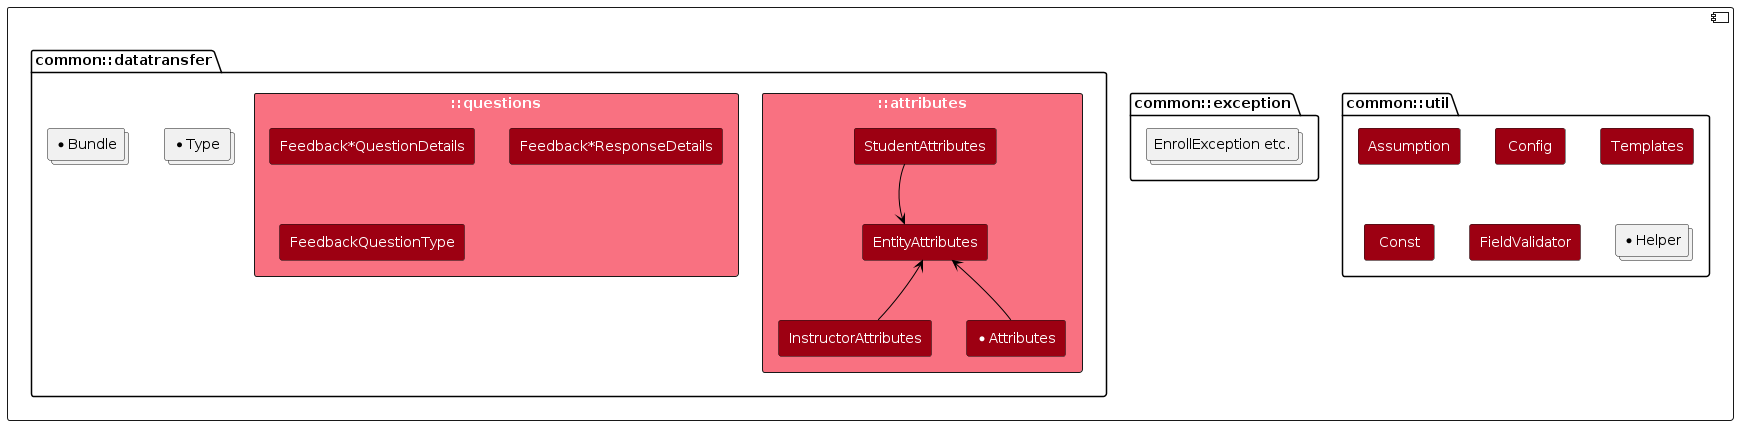 common::datatransfer
• Bundle
• Type
::questions
Feedback*QuestionDetails
Feedback*ResponseDetails
FeedbackQuestionType
::attributes
StudentAttributes
EntityAttributes
InstructorAttributes
• Attributes
common::exception
EnrollException etc.
common::util
Assumption
Config
Templates
Const
FieldValidator
• Helper